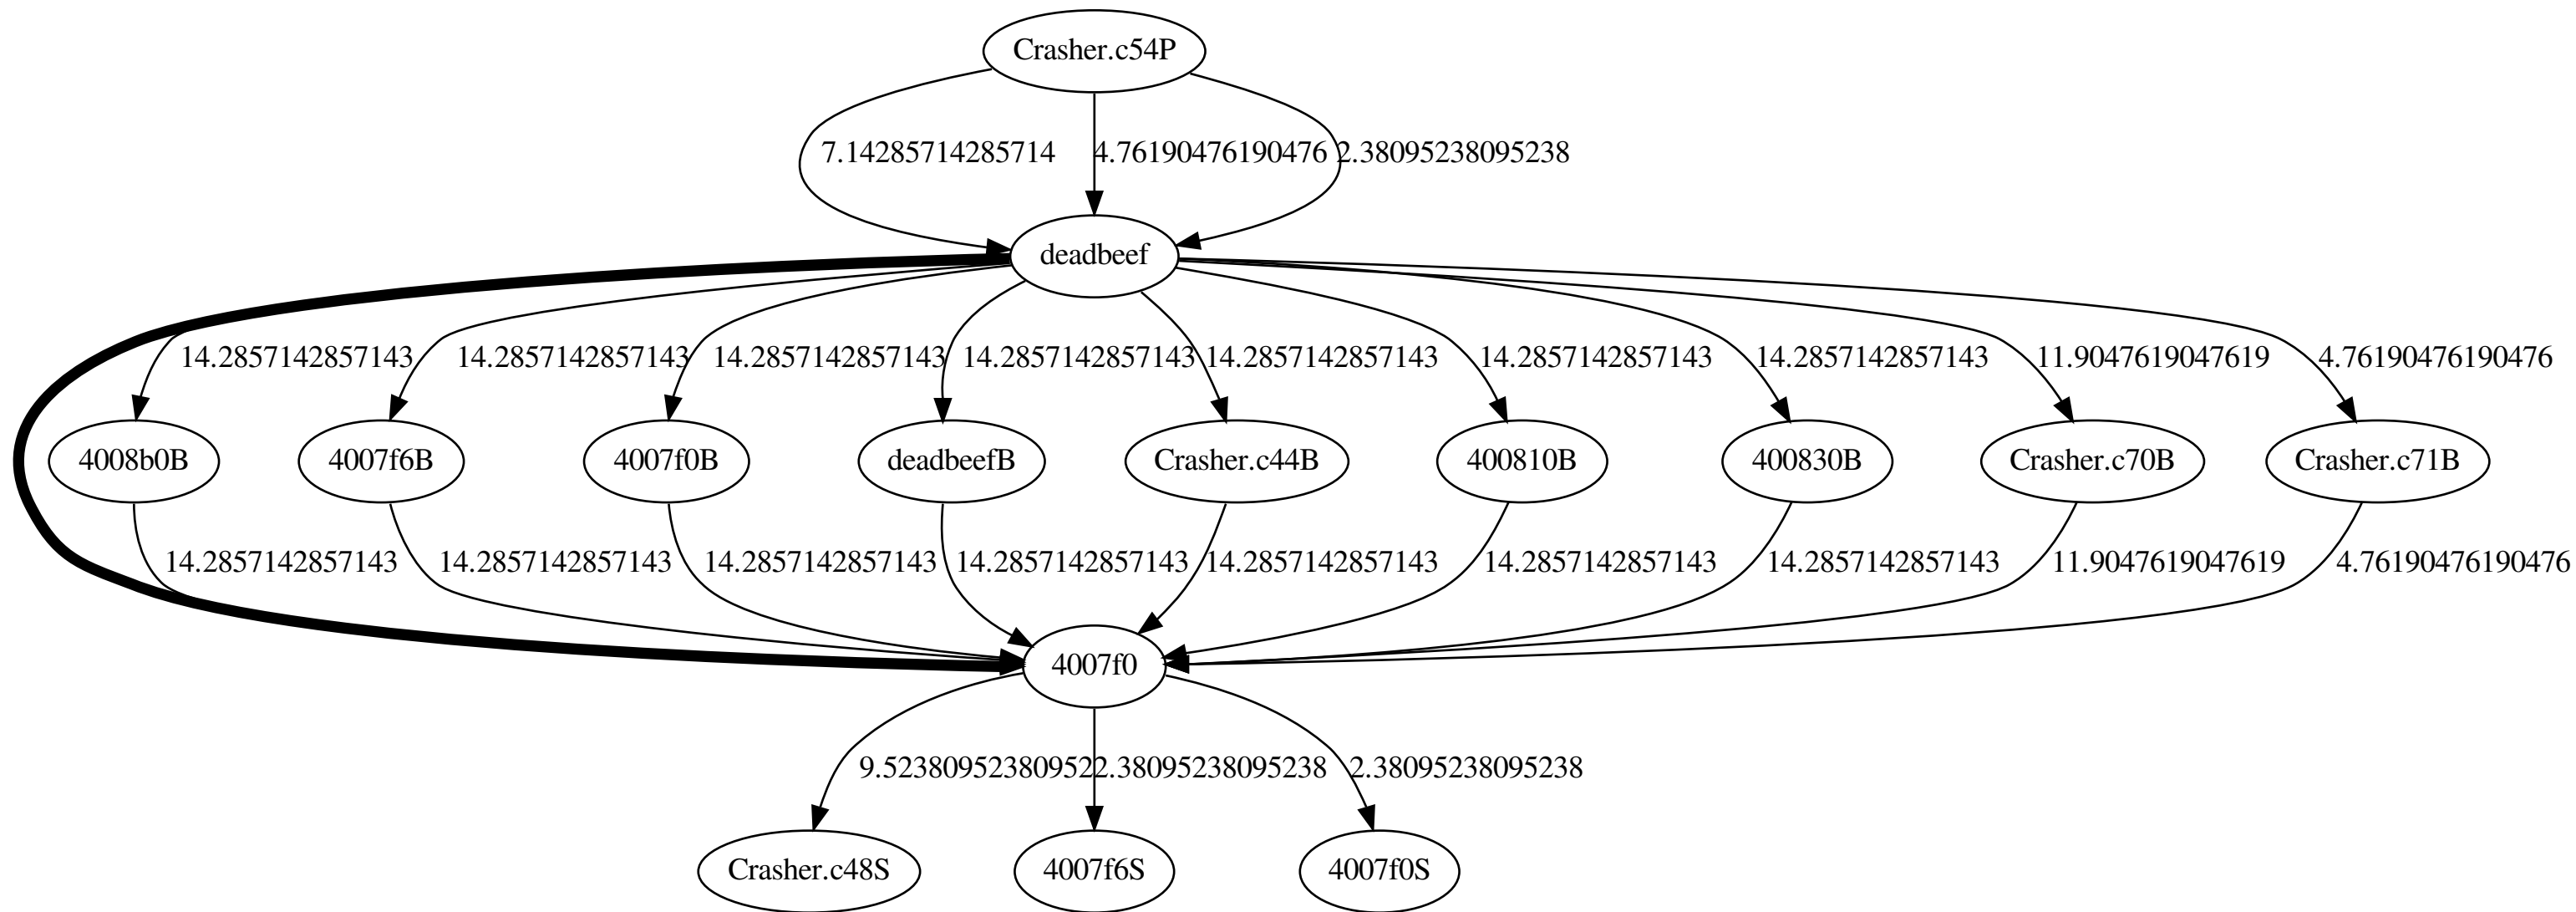 Crasher.c54P
7.14285714285714 4.76190476190476 2.38095238095238
deadbeef
14.2857142857143 14.2857142857143 14.2857142857143 14.2857142857143 14.2857142857143 14.2857142857143 14.2857142857143 11.9047619047619 4.76190476190476
4008b0B 4007f6B 4007f0B deadbeefB Crasher.c44B 400810B 400830B Crasher.c70B Crasher.c71B
14.2857142857143 14.2857142857143 14.2857142857143 14.2857142857143 14.2857142857143 14.2857142857143 14.2857142857143 11.9047619047619 4.76190476190476
4007f0
9.52380952380952 2.38095238095238 2.38095238095238
Crasher.c48S 4007f6S 4007f0S